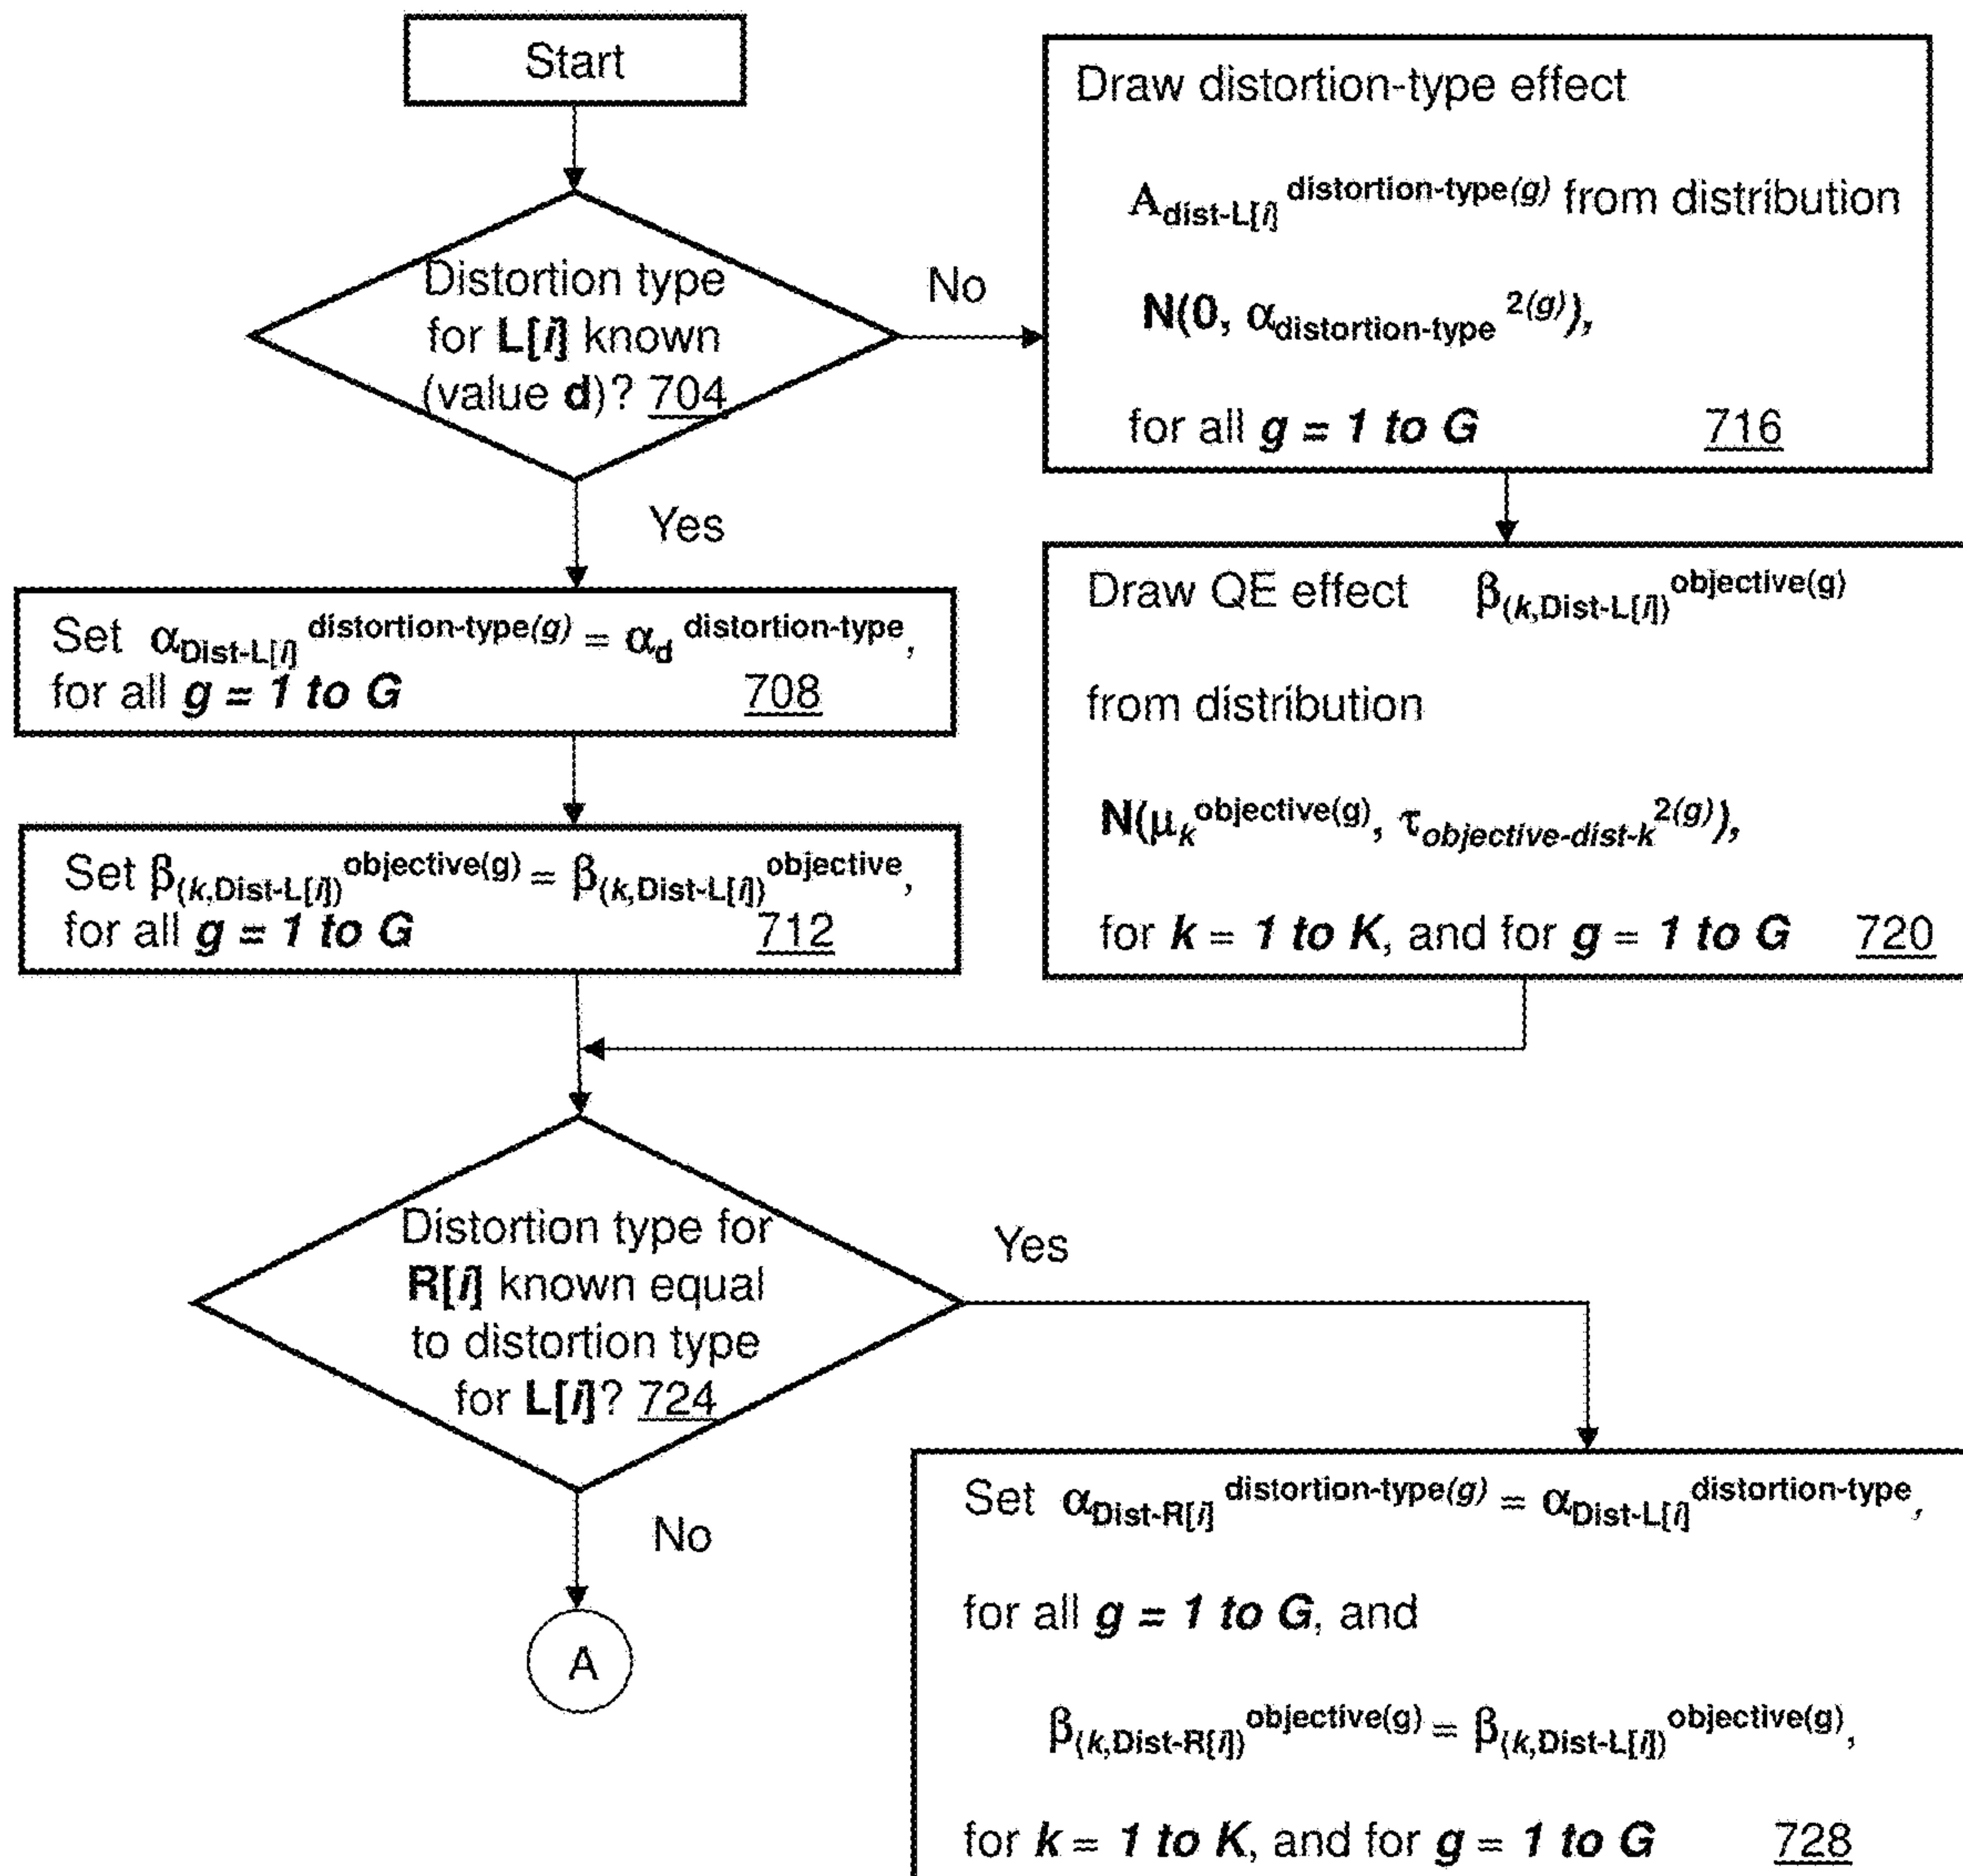 Start
Distortion type
for L[i] known
(value d)? 704
No
Yes
Draw distortion-type effect
A_dist-L[i]^distortion-type(g) from distribution
N(0, α_distortion-type^2(g)),
for all g = 1 to G 716
Set α_Dist-L[i]^distortion-type(g) = α_d^distortion-type,
for all g = 1 to G 708
Draw QE effect β_(k,Dist-L[i])^objective(g)
from distribution
N(μ_k^objective(g), τ_objective-dist-k^2(g)),
for k = 1 to K, and for g = 1 to G 720
Set β_(k,Dist-L[i])^objective(g) = β_(k,Dist-L[i])^objective,
for all g = 1 to G 712
Distortion type for
R[i] known equal
to distortion type
for L[i]? 724
Yes
No
A
Set α_Dist-R[i]^distortion-type(g) = α_Dist-L[i]^distortion-type,
for all g = 1 to G, and
β_(k,Dist-R[i])^objective(g) = β_(k,Dist-L[i])^objective(g),
for k = 1 to K, and for g = 1 to G 728